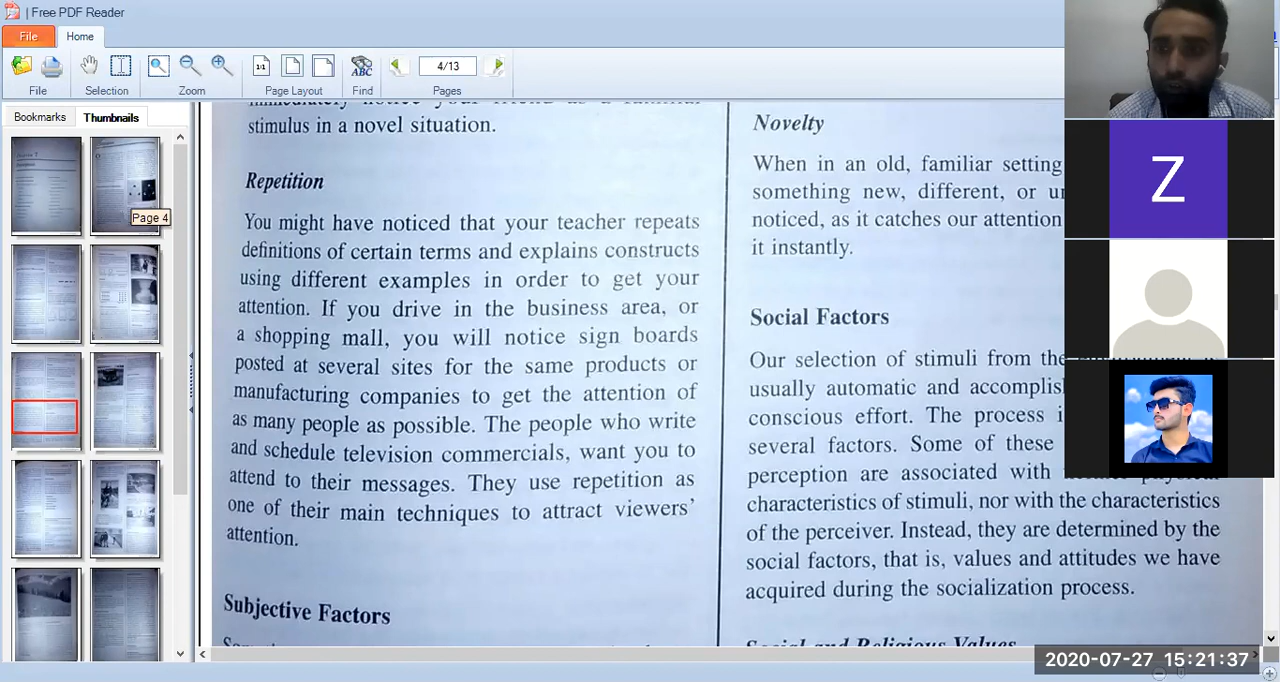 | Free PDF Reader
File
Home
File
Selection
Zoom
1:1
Page Layout
ABC
Find
4/13
Pages
Bookmarks
Thumbnails
Page 4
stimulus in a novel situation.
Repetition
You might have noticed that your teacher repeats
definitions of certain terms and explains constructs
using different examples in order to get your
attention. If you drive in the business area, or
a shopping mall, you will notice sign boards
posted at several sites for the same products or
manufacturing companies to get the attention of
as many people as possible. The people who write
and schedule television commercials, want you to
attend to their messages. They use repetition as
one of their main techniques to attract viewers'
attention.
Subjective Factors
Novelty
When in an old, familiar setting
something new, different, or
noticed, as it catches our attention
it instantly.
Social Factors
Our selection of stimuli from the
usually automatic and
conscious effort. The process
several factors. Some of these
perception are associated with
characteristics of stimuli, nor with the characteristics
of the perceiver. Instead, they are determined by the
social factors, that is, values and attitudes we have
acquired during the socialization process.
Social and Religious Values
Z
2020-07-27 15:21:37